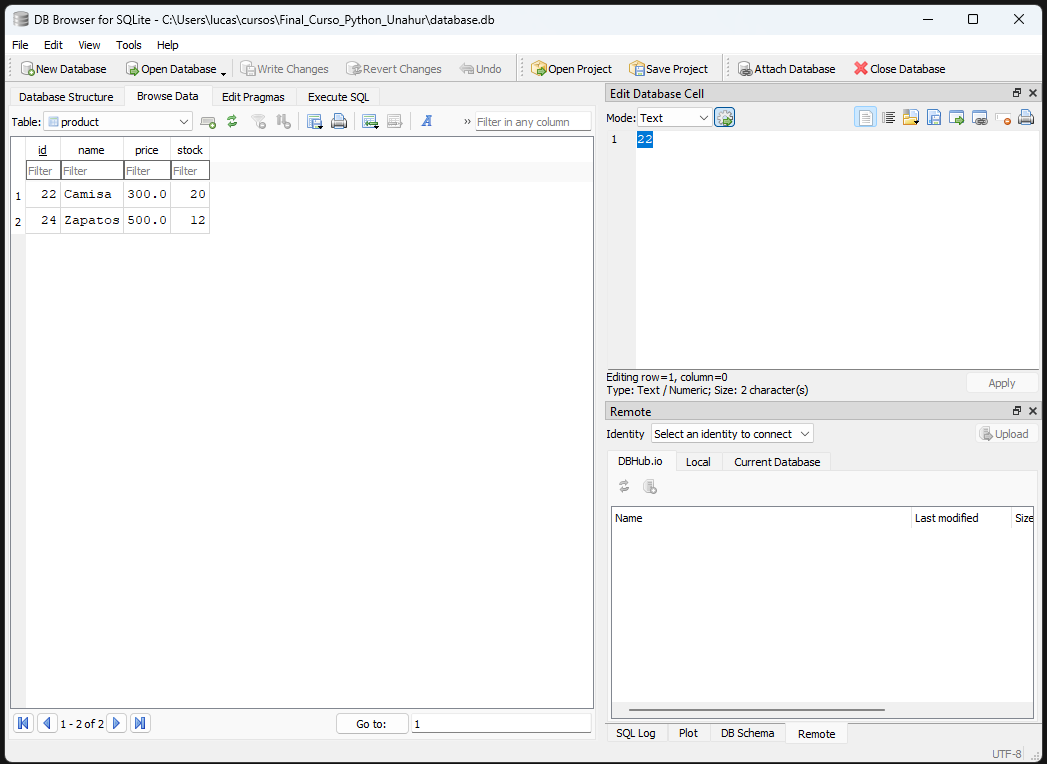 DB Browser for SQLite - C:\Users\lucas\cursos\Final_Curso_Python_Unahur\database.db
File Edit View Tools Help
New Database Open Database Write Changes Revert Changes Undo Open Project Save Project Attach Database Close Database
Database Structure Browse Data Edit Pragmas Execute SQL
Table: product Filter in any column
id name price stock
Filter Filter Filter Filter
1 22 Camisa 300.0 20
2 24 Zapatos 500.0 12
1 - 2 of 2 Go to: 1
Edit Database Cell
Mode: Text
1 22
Editing row=1, column=0
Type: Text / Numeric; Size: 2 character(s)
Apply
Remote
Identity Select an identity to connect Upload
DBHub.io Local Current Database
Name Last modified Size
SQL Log Plot DB Schema Remote
UTF-8